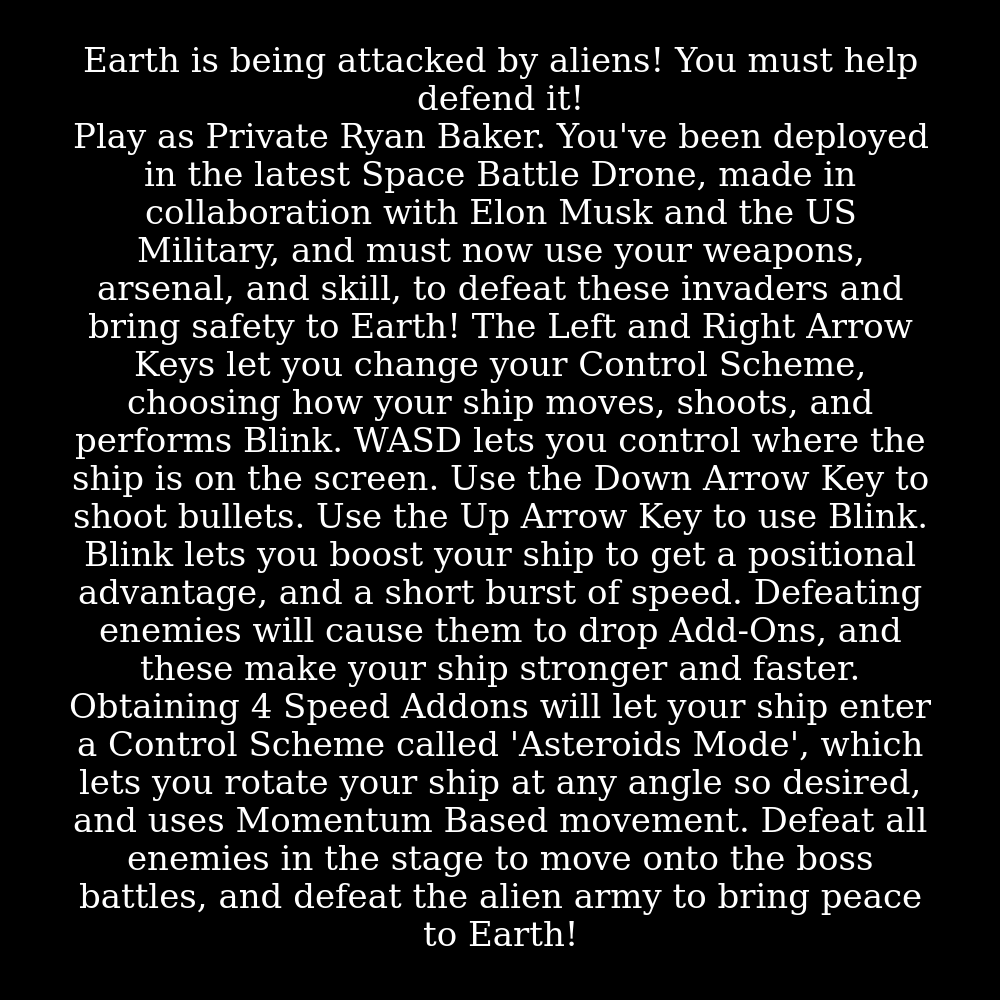 Earth is being attacked by aliens! You must help
defend it!
Play as Private Ryan Baker. You've been deployed
in the latest Space Battle Drone, made in
collaboration with Elon Musk and the US
Military, and must now use your weapons,
arsenal, and skill, to defeat these invaders and
bring safety to Earth! The Left and Right Arrow
Keys let you change your Control Scheme,
choosing how your ship moves, shoots, and
performs Blink. WASD lets you control where the
ship is on the screen. Use the Down Arrow Key to
shoot bullets. Use the Up Arrow Key to use Blink.
Blink lets you boost your ship to get a positional
advantage, and a short burst of speed. Defeating
enemies will cause them to drop Add-Ons, and
these make your ship stronger and faster.
Obtaining 4 Speed Addons will let your ship enter
a Control Scheme called 'Asteroids Mode', which
lets you rotate your ship at any angle so desired,
and uses Momentum Based movement. Defeat all
enemies in the stage to move onto the boss
battles, and defeat the alien army to bring peace
to Earth!